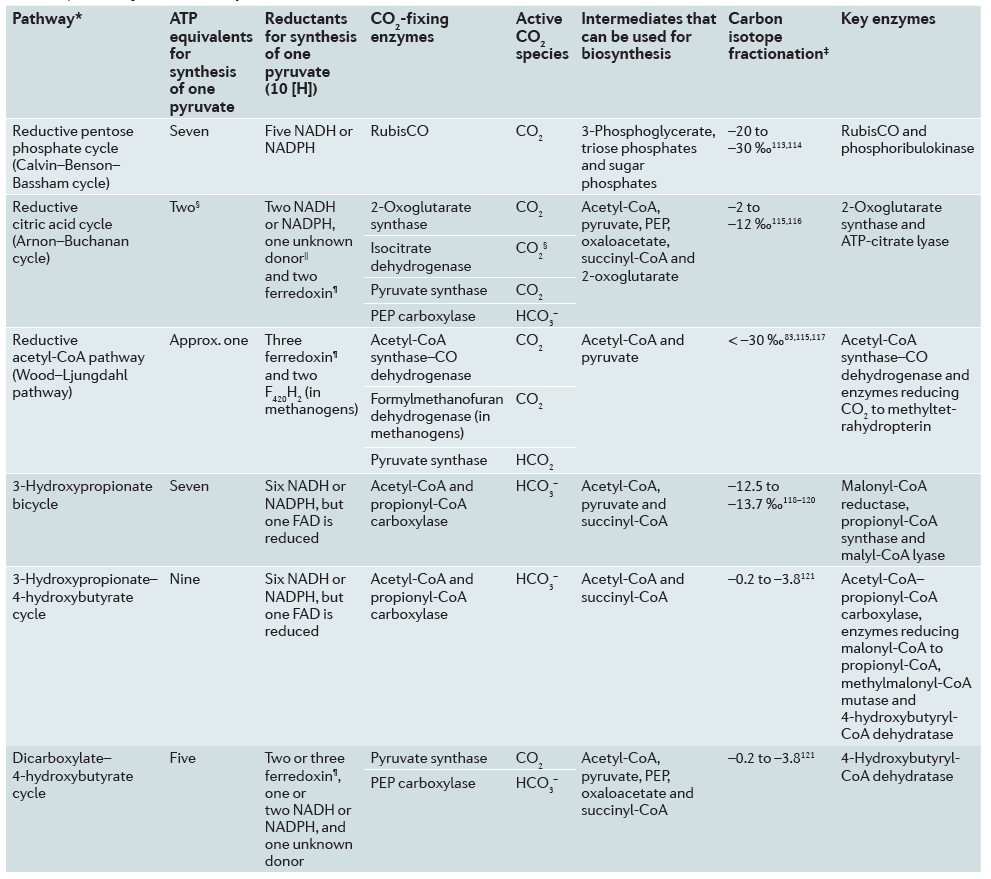 Pathway*
ATP
equivalents
for
synthesis
of one
pyruvate
Reductants
for synthesis
of one
pyruvate
(10 [H])
CO2-fixing
enzymes
Active
CO2
species
Intermediates that
can be used for
biosynthesis
Carbon
isotope
fractionation‡
Key enzymes
Reductive pentose
phosphate cycle
(Calvin–Benson–
Bassham cycle)
Seven
Five NADH or
NADPH
RubisCO
CO2
3-Phosphoglycerate,
triose phosphates
and sugar
phosphates
–20 to
–30 ‰113,114
RubisCO and
phosphoribulokinase
Reductive
citric acid cycle
(Arnon–Buchanan
cycle)
Two§
Two NADH
or NADPH,
one unknown
donor||
and two
ferredoxin¶
2-Oxoglutarate
synthase
CO2
Isocitrate
dehydrogenase
CO2§
Pyruvate synthase
CO2
PEP carboxylase
HCO3–
Acetyl-CoA,
pyruvate, PEP,
oxaloacetate,
succinyl-CoA and
2-oxoglutarate
–2 to
–12 ‰115,116
2-Oxoglutarate
synthase and
ATP-citrate lyase
Reductive
acetyl-CoA pathway
(Wood–Ljungdahl
pathway)
Approx. one
Three
ferredoxin¶
and two
F420H2 (in
methanogens)
Acetyl-CoA
synthase–CO
dehydrogenase
CO2
Formylmethanofuran
dehydrogenase (in
methanogens)
CO2
Pyruvate synthase
HCO2
Acetyl-CoA and
pyruvate
< –30 ‰83,115,117
Acetyl-CoA
synthase–CO
dehydrogenase and
enzymes reducing
CO2 to methyltet-
rahydropterin
3-Hydroxypropionate
bicycle
Seven
Six NADH or
NADPH, but
one FAD is
reduced
Acetyl-CoA and
propionyl-CoA
carboxylase
HCO3–
Acetyl-CoA,
pyruvate and
succinyl-CoA
–12.5 to
–13.7 ‰118–120
Malonyl-CoA
reductase,
propionyl-CoA
synthase and
malyl-CoA lyase
3-Hydroxypropionate–
4-hydroxybutyrate
cycle
Nine
Six NADH or
NADPH, but
one FAD is
reduced
Acetyl-CoA and
propionyl-CoA
carboxylase
HCO3–
Acetyl-CoA and
succinyl-CoA
–0.2 to –3.8121
Acetyl-CoA–
propionyl-CoA
carboxylase,
enzymes reducing
malonyl-CoA to
propionyl-CoA,
methylmalonyl-CoA
mutase and
4-hydroxybutyryl-
CoA dehydratase
Dicarboxylate–
4-hydroxybutyrate
cycle
Five
Two or three
ferredoxin¶,
one or
two NADH or
NADPH, and
one unknown
donor
Pyruvate synthase
CO2
PEP carboxylase
HCO3–
Acetyl-CoA,
pyruvate, PEP,
oxaloacetate and
succinyl-CoA
–0.2 to –3.8121
4-Hydroxybutyryl-
CoA dehydratase